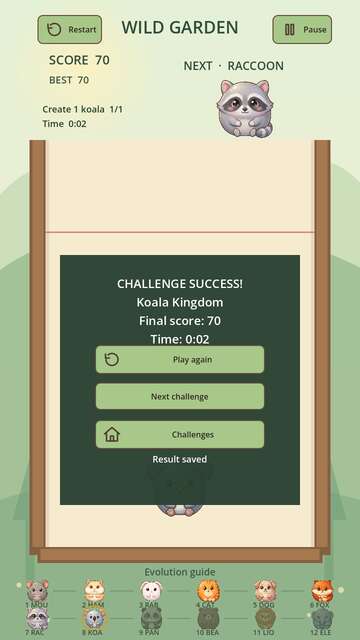 Restart
WILD GARDEN
Pause
SCORE 70
BEST 70
NEXT · RACCOON
Create 1 koala 1/1
Time 0:02
CHALLENGE SUCCESS!
Koala Kingdom
Final score: 70
Time: 0:02
Play again
Next challenge
Challenges
Result saved
Evolution guide
1 MOU 2 HAM 3 RAB 4 CAT 5 DOG 6 FOX
7 RAC 8 KOA 9 PAN 10 BEA 11 LIO 12 ELE